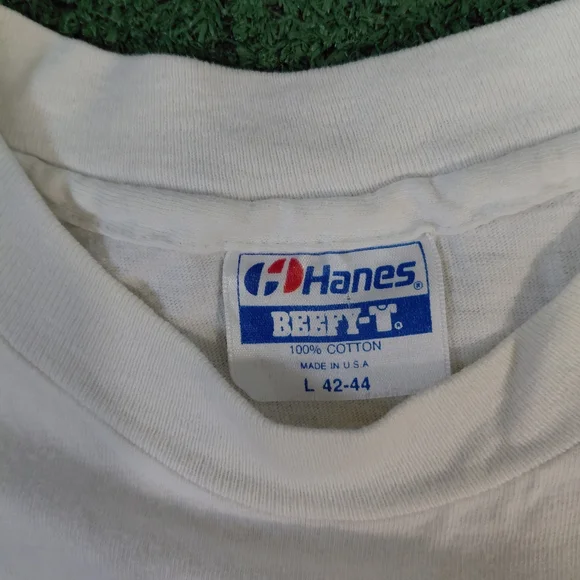 Hanes®
BEEFY-T®
100% COTTON
MADE IN U.S.A
L 42-44